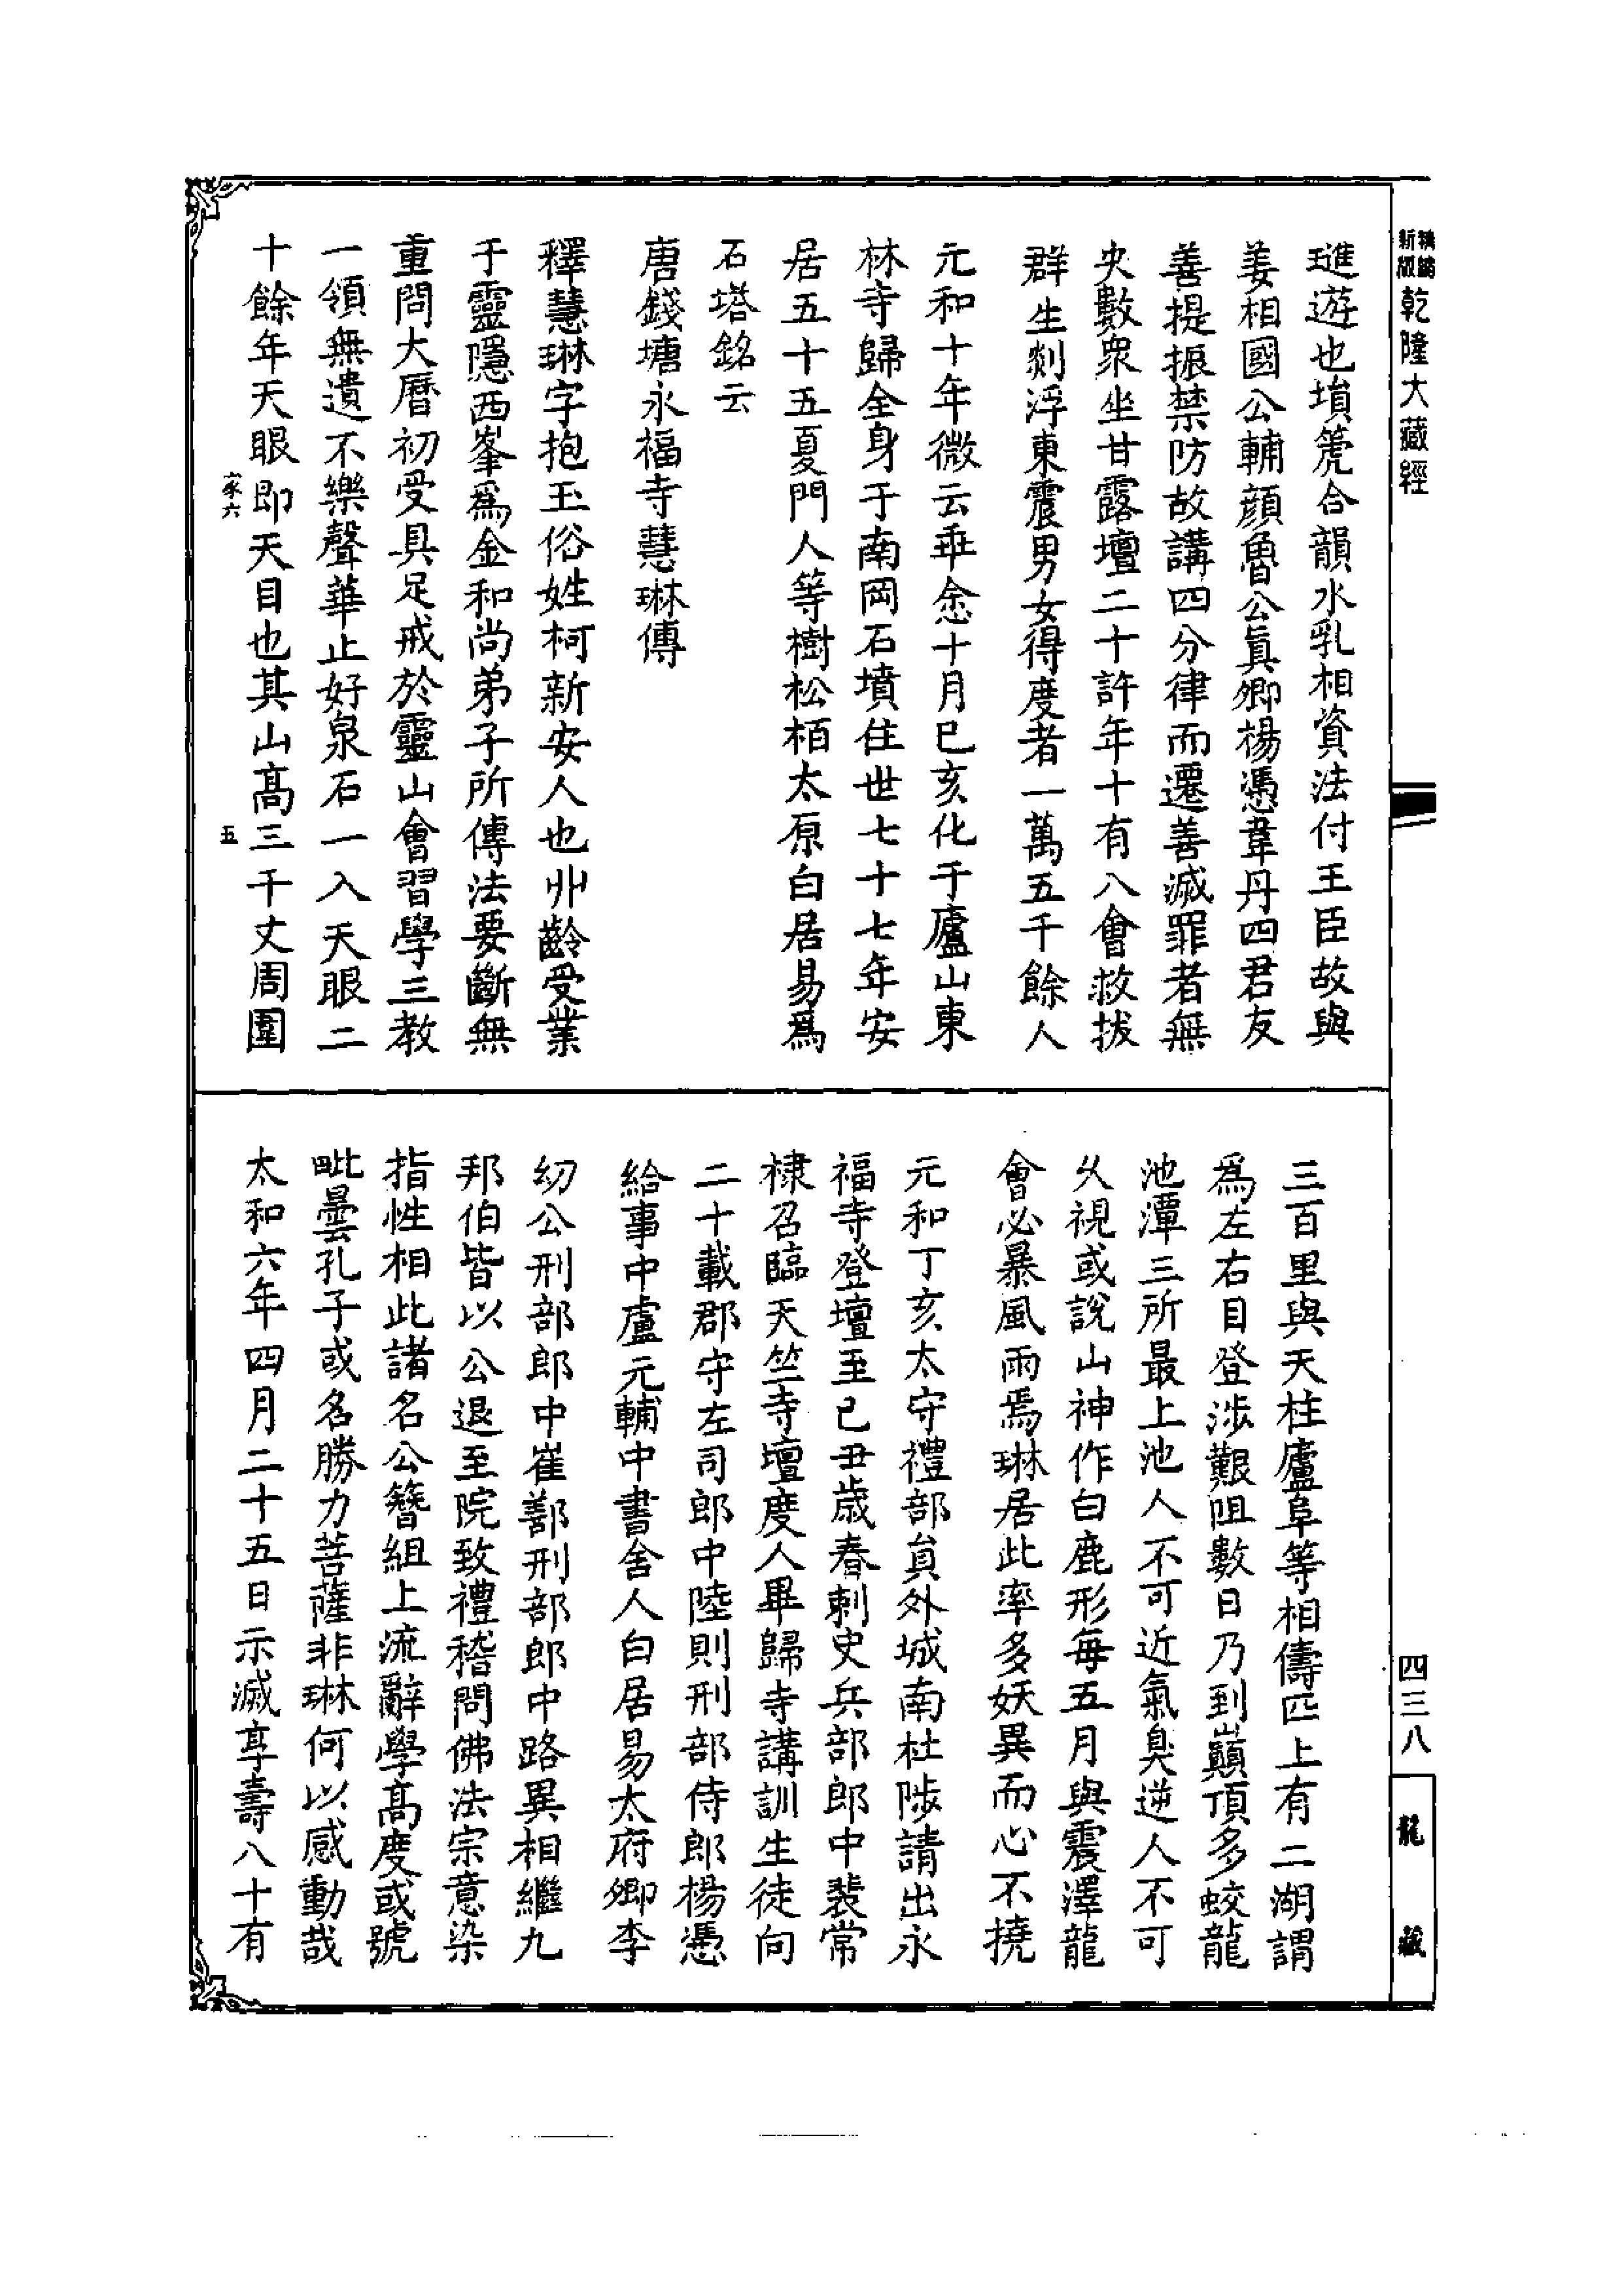 新編縮版乾隆大藏經
四三八
龍藏
璡遊也塤箎合韻水乳相資法付王臣故與
姜相國公輔顔魯公眞卿楊憑韋丹四君友
善提振禁防故講四分律而遷善滅罪者無
央數衆坐甘露壇二十許年十有八會救拔
群生剡浮東震男女得度者一萬五千餘人
元和十年微云乖悆十月巳亥化于廬山東
林寺歸全身于南岡石墳住世七十七年安
居五十五夏門人等樹松栢太原白居易爲
石塔銘云
唐錢塘永福寺慧琳傳
釋慧琳字抱玉俗姓柯新安人也丱齡受業
于靈隱西峯爲金和尚弟子所傳法要斷無
重問大曆初受具足戒於靈山會習學三教
一領無遺不樂聲華止好泉石一入天眼二
十餘年天眼即天目也其山髙三千丈周圍
家六
五
三百里與天柱廬阜等相儔匹上有二湖謂
爲左右目登涉艱阻數日乃到巔頂多蛟龍
池潭三所最上池人不可近氣臭逆人不可
久視或說山神作白鹿形每五月與震澤龍
會必暴風雨焉琳居此率多妖異而心不撓
元和丁亥太守禮部貟外城南杜陟請出永
福寺登壇至己丑歲春刺史兵部郎中裴常
棣召臨天竺寺壇度人畢歸寺講訓生徒向
二十載郡守左司郎中陸則刑部侍郎楊憑
給事中盧元輔中書舍人白居易太府卿李
幼公刑部郎中崔鄯刑部郎中路異相繼九
邦伯皆以公退至院致禮稽問佛法宗意染
指性相此諸名公簪組上流辭學髙度或號
毗曇孔子或名勝力菩薩非琳何以感動哉
太和六年四月二十五日示滅享壽八十有